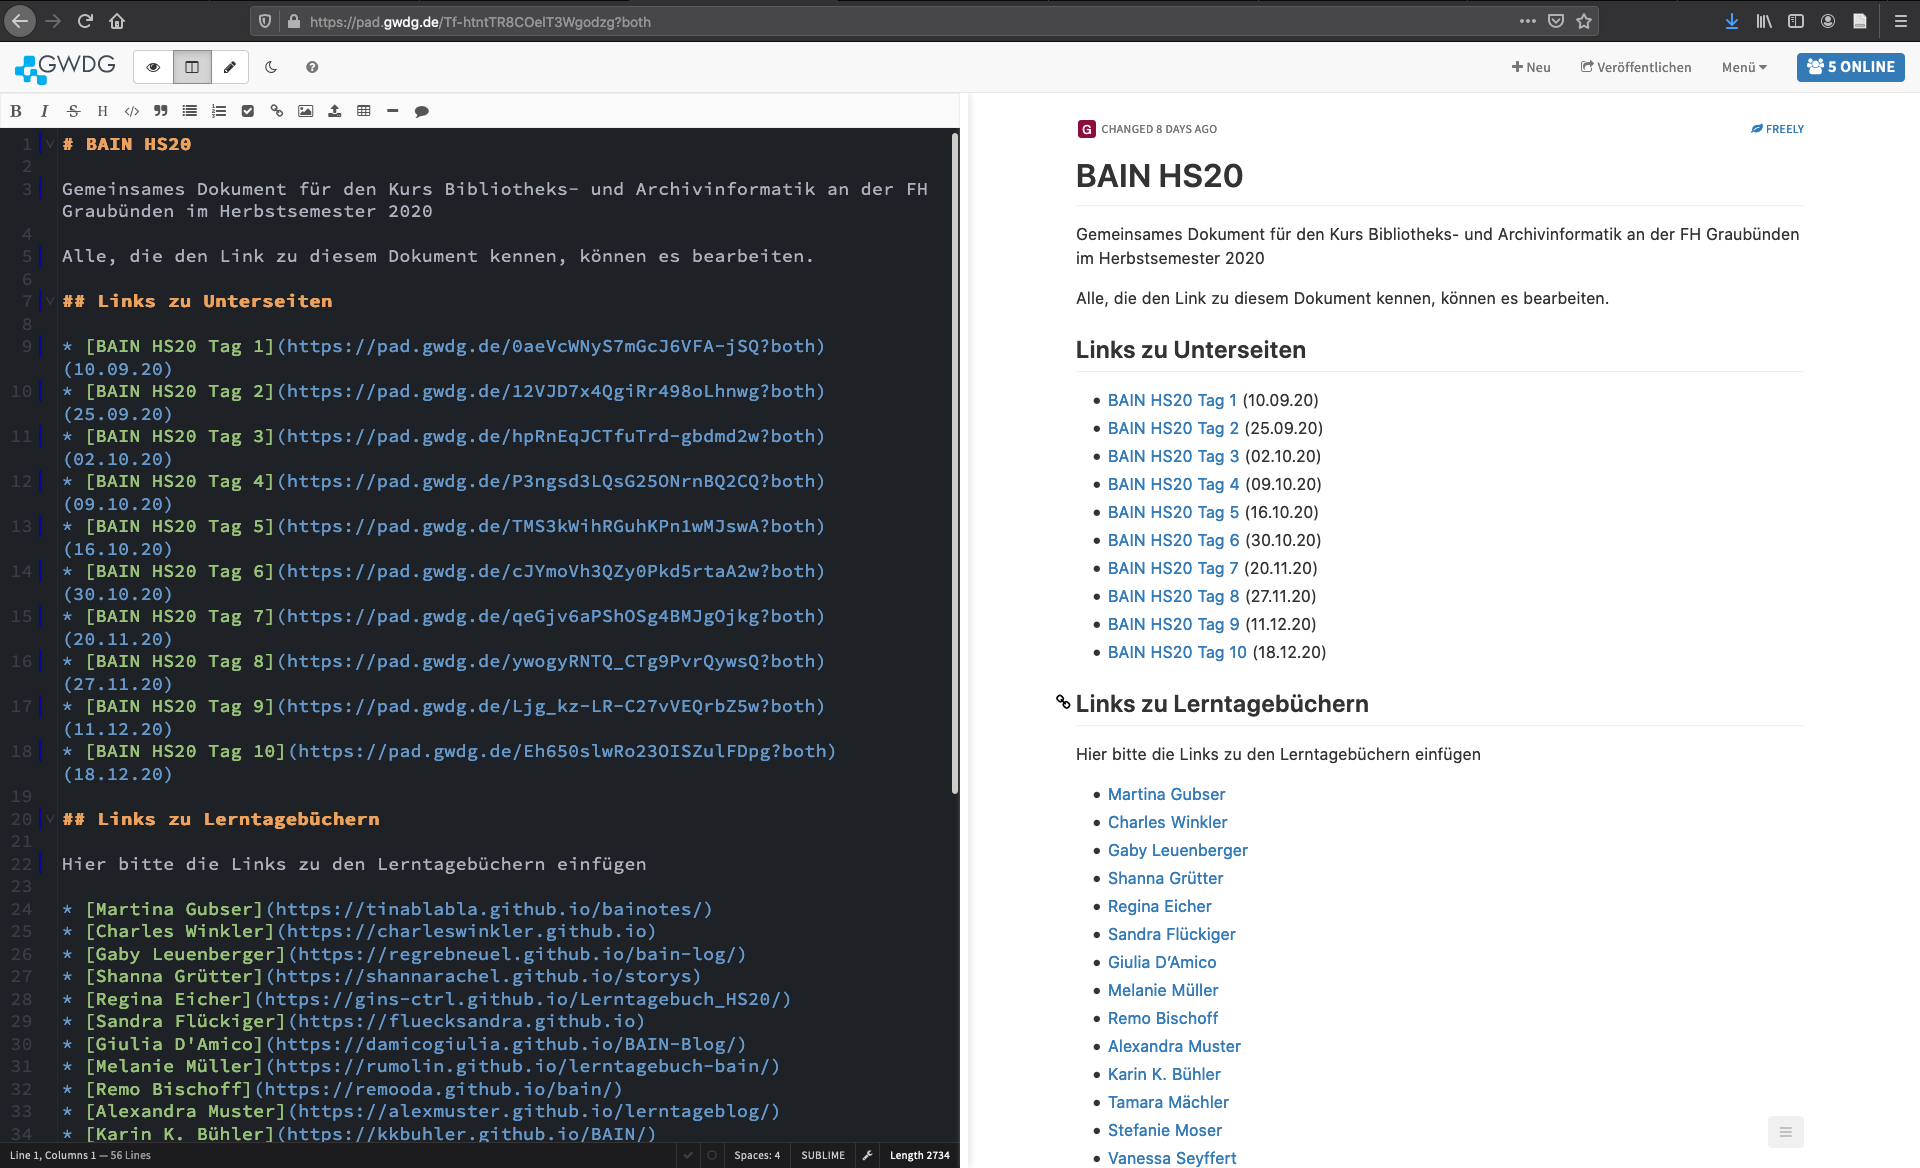 https://pad.gwdg.de/Tf-htntTR8COelT3Wgodzg?both
GWDG
Neu
Veröffentlichen
Menü
5 ONLINE
1 # BAIN HS20
2
3 Gemeinsames Dokument für den Kurs Bibliotheks- und Archivinformatik an der FH
Graubünden im Herbstsemester 2020
4
5 Alle, die den Link zu diesem Dokument kennen, können es bearbeiten.
6
7 ## Links zu Unterseiten
8
9 * [BAIN HS20 Tag 1](https://pad.gwdg.de/0aeVcWNyS7mGcJ6VFA-jSQ?both)
(10.09.20)
10 * [BAIN HS20 Tag 2](https://pad.gwdg.de/12VJD7x4QgiRr498oLhnwg?both)
(25.09.20)
11 * [BAIN HS20 Tag 3](https://pad.gwdg.de/hpRnEqJCTfuTrd-gbdmd2w?both)
(02.10.20)
12 * [BAIN HS20 Tag 4](https://pad.gwdg.de/P3ngsd3LQsG25ONrnBQ2CQ?both)
(09.10.20)
13 * [BAIN HS20 Tag 5](https://pad.gwdg.de/TMS3kWihRGuhKPn1wMJswA?both)
(16.10.20)
14 * [BAIN HS20 Tag 6](https://pad.gwdg.de/cJYmoVh3QZy0Pkd5rtaA2w?both)
(30.10.20)
15 * [BAIN HS20 Tag 7](https://pad.gwdg.de/qeGjv6aPShOSg4BMJgOjkg?both)
(20.11.20)
16 * [BAIN HS20 Tag 8](https://pad.gwdg.de/ywogyRNTQ_CTg9PvrQywsQ?both)
(27.11.20)
17 * [BAIN HS20 Tag 9](https://pad.gwdg.de/Ljg_kz-LR-C27vVEQrbZ5w?both)
(11.12.20)
18 * [BAIN HS20 Tag 10](https://pad.gwdg.de/Eh650slwRo23OISZulFDpg?both)
(18.12.20)
19
20 ## Links zu Lerntagebüchern
21
22 Hier bitte die Links zu den Lerntagebüchern einfügen
23
24 * [Martina Gubser](https://tinablabla.github.io/bainotes/)
25 * [Charles Winkler](https://charleswinkler.github.io)
26 * [Gaby Leuenberger](https://regrebneuel.github.io/bain-log/)
27 * [Shanna Grütter](https://shannarachel.github.io/storys)
28 * [Regina Eicher](https://gins-ctrl.github.io/Lerntagebuch_HS20/)
29 * [Sandra Flückiger](https://fluecksandra.github.io)
30 * [Giulia D'Amico](https://damicogiulia.github.io/BAIN-Blog/)
31 * [Melanie Müller](https://rumolin.github.io/lerntagebuch-bain/)
32 * [Remo Bischoff](https://remooda.github.io/bain/)
33 * [Alexandra Muster](https://alexmuster.github.io/lerntageblog/)
34 * [Karin K. Bühler](https://kkbuhler.github.io/BAIN/)
Line 1, Columns 1 — 56 Lines
Spaces: 4
SUBLIME
Length 2734
G CHANGED 8 DAYS AGO
FREELY
BAIN HS20
Gemeinsames Dokument für den Kurs Bibliotheks- und Archivinformatik an der FH Graubünden
im Herbstsemester 2020
Alle, die den Link zu diesem Dokument kennen, können es bearbeiten.
Links zu Unterseiten
• BAIN HS20 Tag 1 (10.09.20)
• BAIN HS20 Tag 2 (25.09.20)
• BAIN HS20 Tag 3 (02.10.20)
• BAIN HS20 Tag 4 (09.10.20)
• BAIN HS20 Tag 5 (16.10.20)
• BAIN HS20 Tag 6 (30.10.20)
• BAIN HS20 Tag 7 (20.11.20)
• BAIN HS20 Tag 8 (27.11.20)
• BAIN HS20 Tag 9 (11.12.20)
• BAIN HS20 Tag 10 (18.12.20)
Links zu Lerntagebüchern
Hier bitte die Links zu den Lerntagebüchern einfügen
• Martina Gubser
• Charles Winkler
• Gaby Leuenberger
• Shanna Grütter
• Regina Eicher
• Sandra Flückiger
• Giulia D’Amico
• Melanie Müller
• Remo Bischoff
• Alexandra Muster
• Karin K. Bühler
• Tamara Mächler
• Stefanie Moser
• Vanessa Seyffert